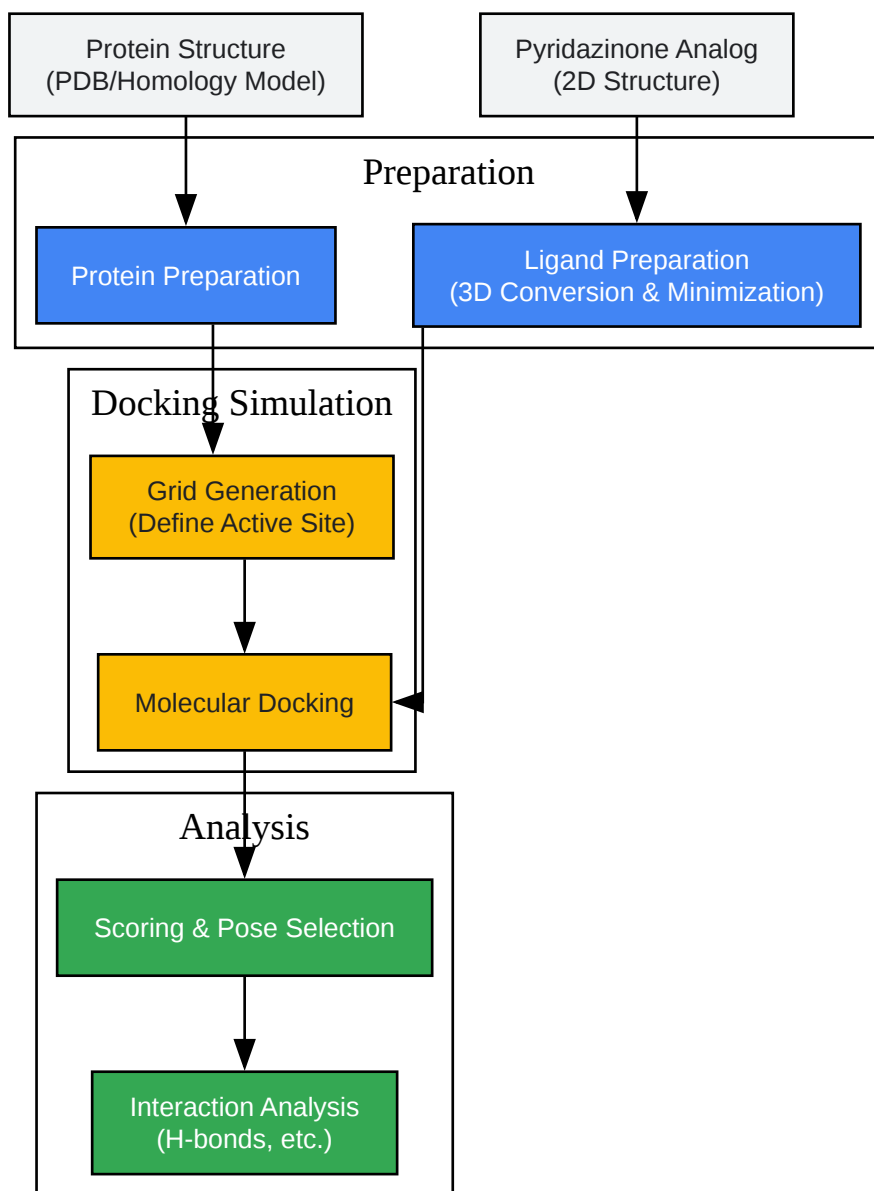 Protein Structure
(PDB/Homology Model)
Pyridazinone Analog
(2D Structure)
Preparation
Protein Preparation
Ligand Preparation
(3D Conversion & Minimization)
Docking Simulation
Grid Generation
(Define Active Site)
Molecular Docking
Analysis
Scoring & Pose Selection
Interaction Analysis
(H-bonds, etc.)